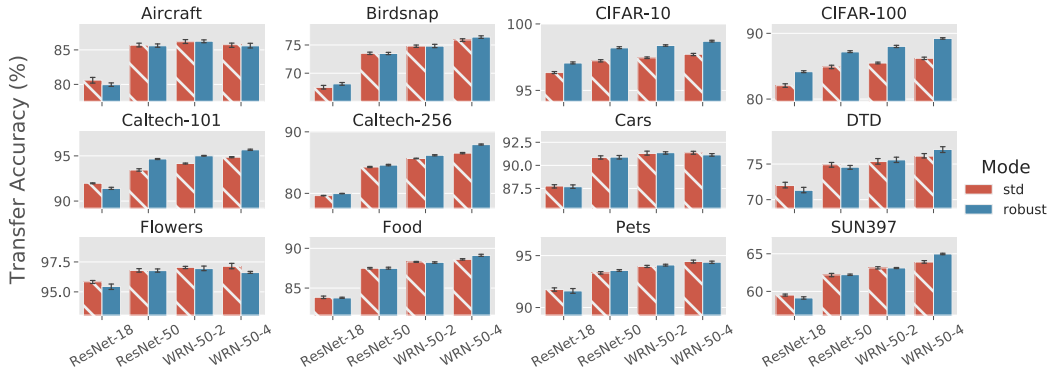 Aircraft Birdsnap CIFAR-10 CIFAR-100
85
80
75
70
100
95
90
80
Caltech-101 Caltech-256 Cars DTD
95
90
90
80
92.5
90.0
87.5
75
70
Flowers Food Pets SUN397
97.5
95.0
90
85
95
90
65
60
ResNet-18 ResNet-50 WRN-50-2 WRN-50-4
ResNet-18 ResNet-50 WRN-50-2 WRN-50-4
ResNet-18 ResNet-50 WRN-50-2 WRN-50-4
ResNet-18 ResNet-50 WRN-50-2 WRN-50-4
Transfer Accuracy (%)
Mode
std
robust